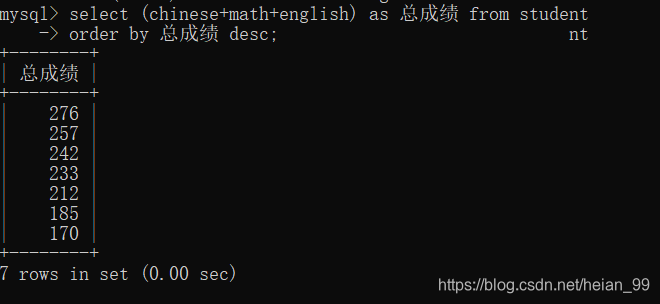 mysql> select (chinese+math+english) as 总成绩 from student
-> order by 总成绩 desc; nt
+--------+
| 总成绩 |
+--------+
| 276 |
| 257 |
| 242 |
| 233 |
| 212 |
| 185 |
| 170 |
+--------+
7 rows in set (0.00 sec)
https://blog.csdn.net/heian_99